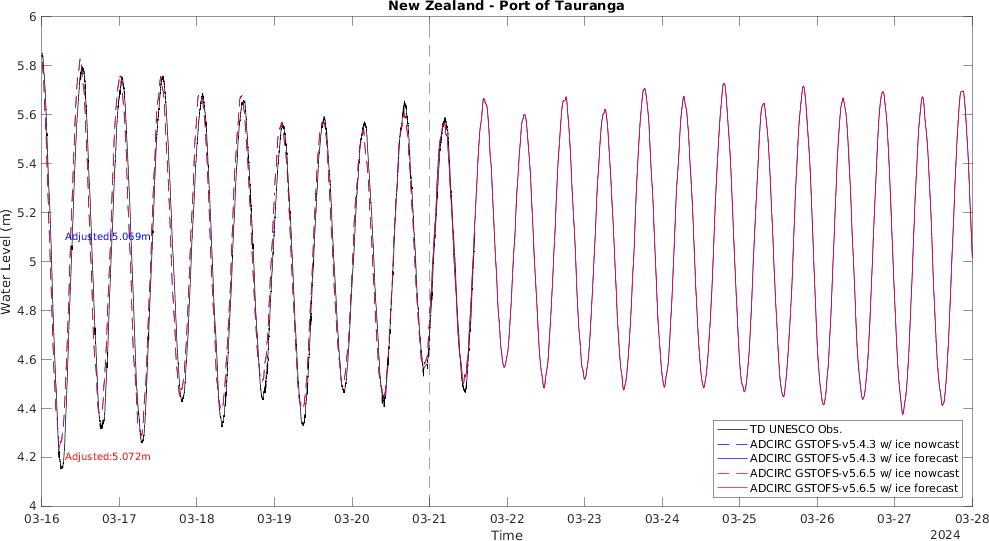 New Zealand - Port of Tauranga
6
5.8
5.6
5.4
5.2
5
4.8
4.6
4.4
4.2
4
Water Level (m)
Adjusted:5.069m
Adjusted:5.072m
TD UNESCO Obs.
ADCIRC GSTOFS-v5.4.3 w/ ice nowcast
ADCIRC GSTOFS-v5.4.3 w/ ice forecast
ADCIRC GSTOFS-v5.6.5 w/ ice nowcast
ADCIRC GSTOFS-v5.6.5 w/ ice forecast
03-16 03-17 03-18 03-19 03-20 03-21 03-22 03-23 03-24 03-25 03-26 03-27 03-28
Time 2024